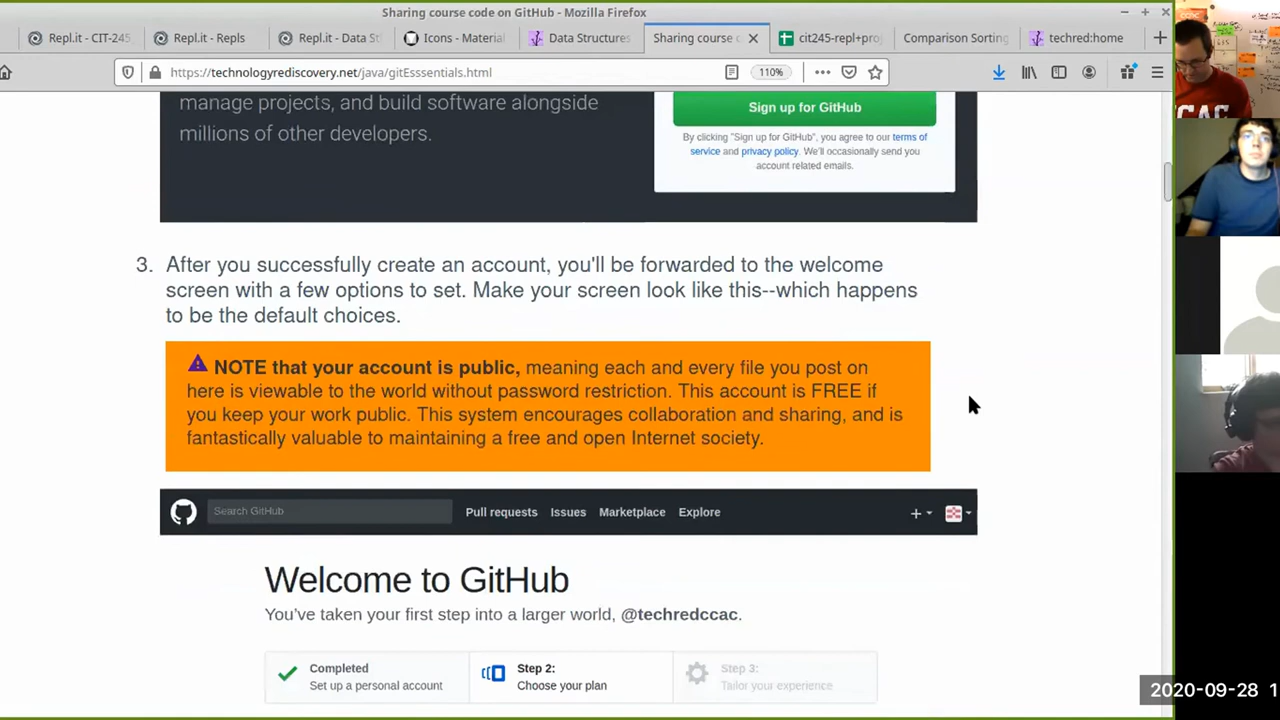 Sharing course code on GitHub - Mozilla Firefox
Repl.it - CIT-245
Repl.it - Repls
Repl.it - Data St
Icons - Materia
Data Structures
Sharing course c
cit245-repl+proj
Comparison Sorting
techred:home
https://technologyrediscovery.net/java/gitEsssentials.html
110%
manage projects, and build software alongside
millions of other developers.
Sign up for GitHub
By clicking "Sign up for GitHub", you agree to our terms of
service and privacy policy. We'll occasionally send you
account related emails.
3. After you successfully create an account, you'll be forwarded to the welcome
screen with a few options to set. Make your screen look like this--which happens
to be the default choices.
NOTE that your account is public, meaning each and every file you post on
here is viewable to the world without password restriction. This account is FREE if
you keep your work public. This system encourages collaboration and sharing, and is
fantastically valuable to maintaining a free and open Internet society.
Search GitHub
Pull requests
Issues
Marketplace
Explore
Welcome to GitHub
You've taken your first step into a larger world, @techredccac.
Completed
Set up a personal account
Step 2:
Choose your plan
Step 3:
Tailor your experience
2020-09-28 1